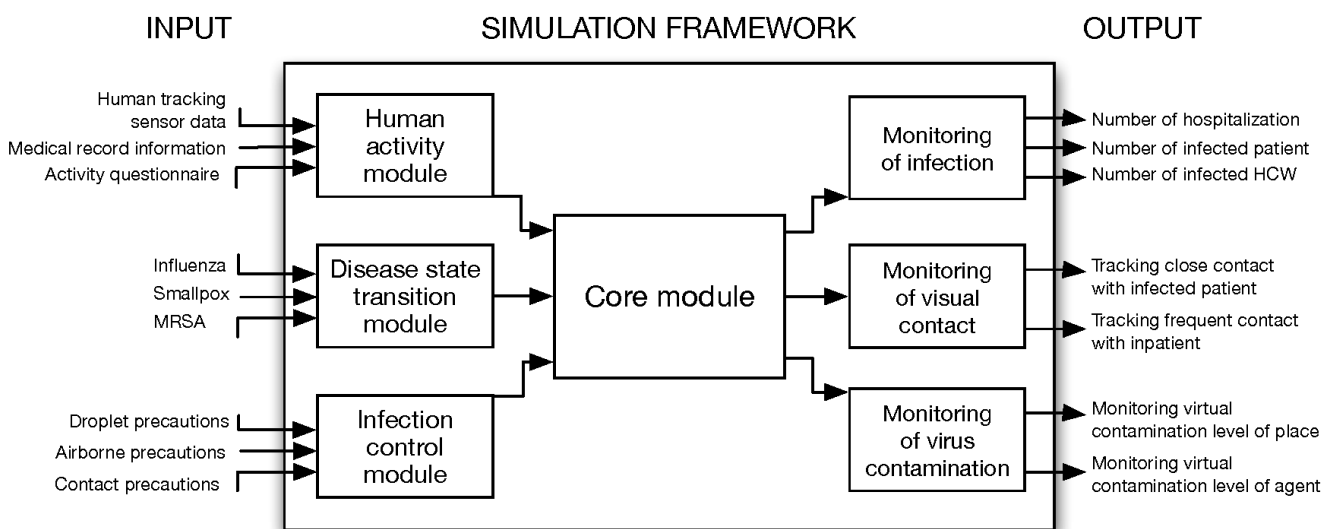 INPUT
SIMULATION FRAMEWORK
OUTPUT
Human tracking
sensor data
Medical record information
Activity questionnaire
Human
activity
module
Monitoring
of infection
Number of hospitalization
Number of infected patient
Number of infected HCW
Influenza
Smallpox
MRSA
Disease state
transition
module
Core module
Monitoring
of visual
contact
Tracking close contact
with infected patient
Tracking frequent contact
with inpatient
Droplet precautions
Airborne precautions
Contact precautions
Infection
control
module
Monitoring
of virus
contamination
Monitoring virtual
contamination level of place
Monitoring virtual
contamination level of agent